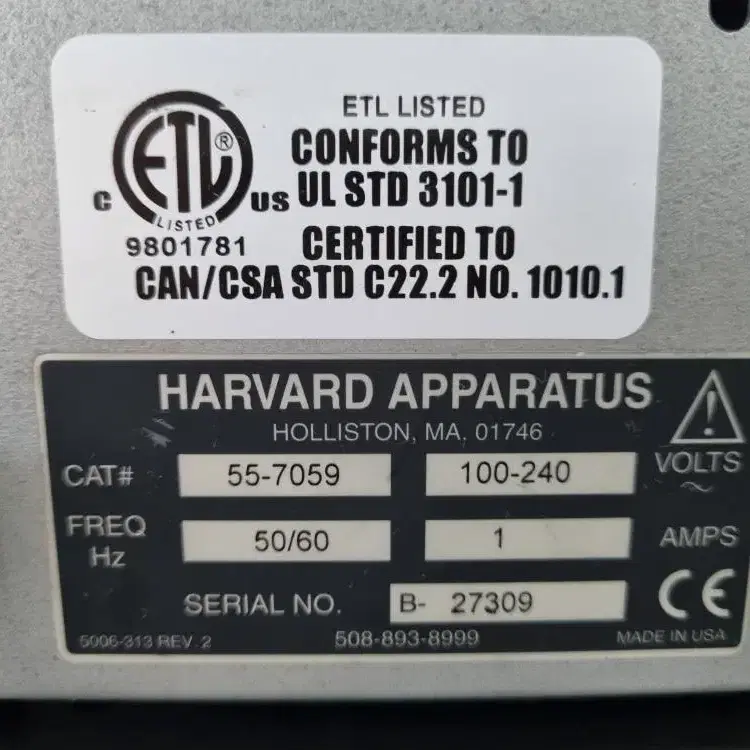 ETL LISTED
CONFORMS TO
UL STD 3101-1
C ETL ® US
LISTED
9801781
CERTIFIED TO
CAN/CSA STD C22.2 NO. 1010.1
HARVARD APPARATUS
HOLLISTON, MA, 01746
CAT# 55-7059 100-240 VOLTS ~
FREQ Hz 50/60 1 AMPS
SERIAL NO. B- 27309 CE
5006-313 REV. 2 508-893-8999 MADE IN USA